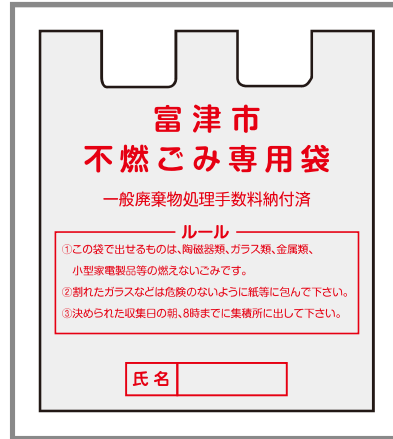 富津市
不燃ごみ専用袋
一般廃棄物処理手数料納付済
ルール
①この袋で出せるものは、陶磁器類、ガラス類、金属類、
小型家電製品等の燃えないごみです。
②割れたガラスなどは危険のないように紙等に包んで下さい。
③決められた収集日の朝、8時までに集積所に出して下さい。
氏名